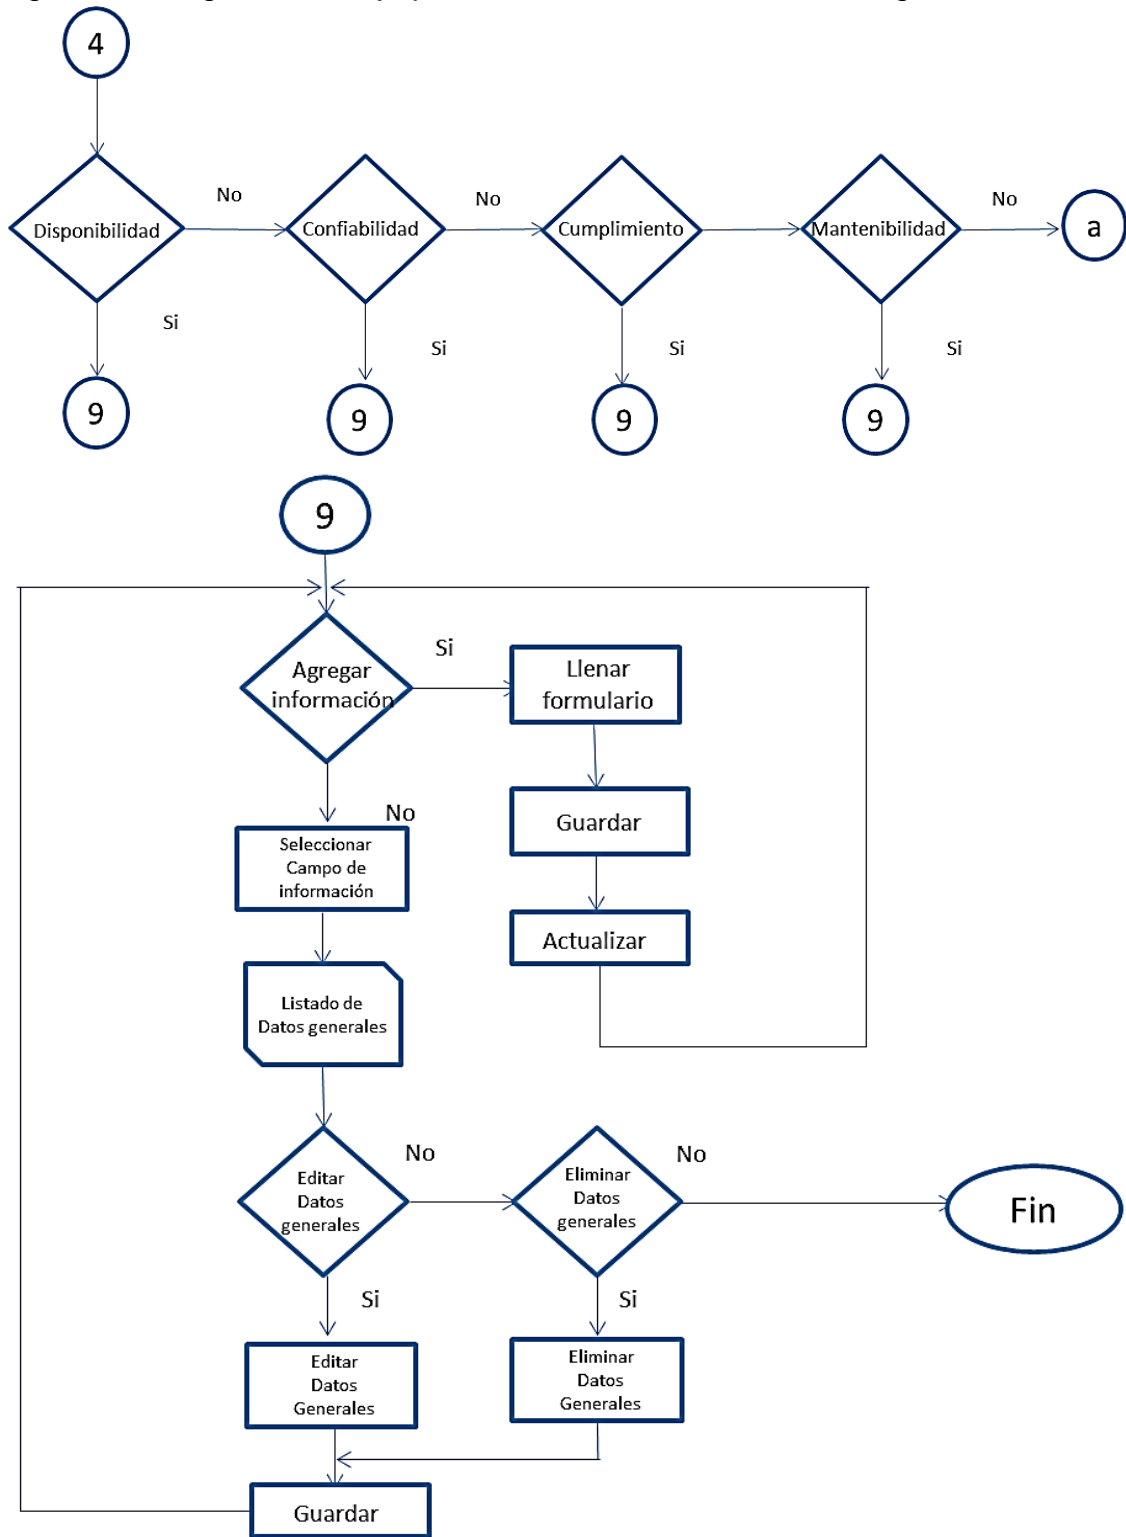 4
No
No
No
Disponibilidad
Confiabilidad
Cumplimiento
Mantenibilidad
a
Si
Si
Si
Si
9
9
9
9
9
Si
Agregar
información
Llenar
formulario
No
Guardar
Seleccionar
Campo de
información
Actualizar
Listado de
Datos generales
No
No
Editar
Datos
generales
Eliminar
Datos
generales
Fin
Si
Si
Editar
Datos
Generales
Eliminar
Datos
Generales
Guardar